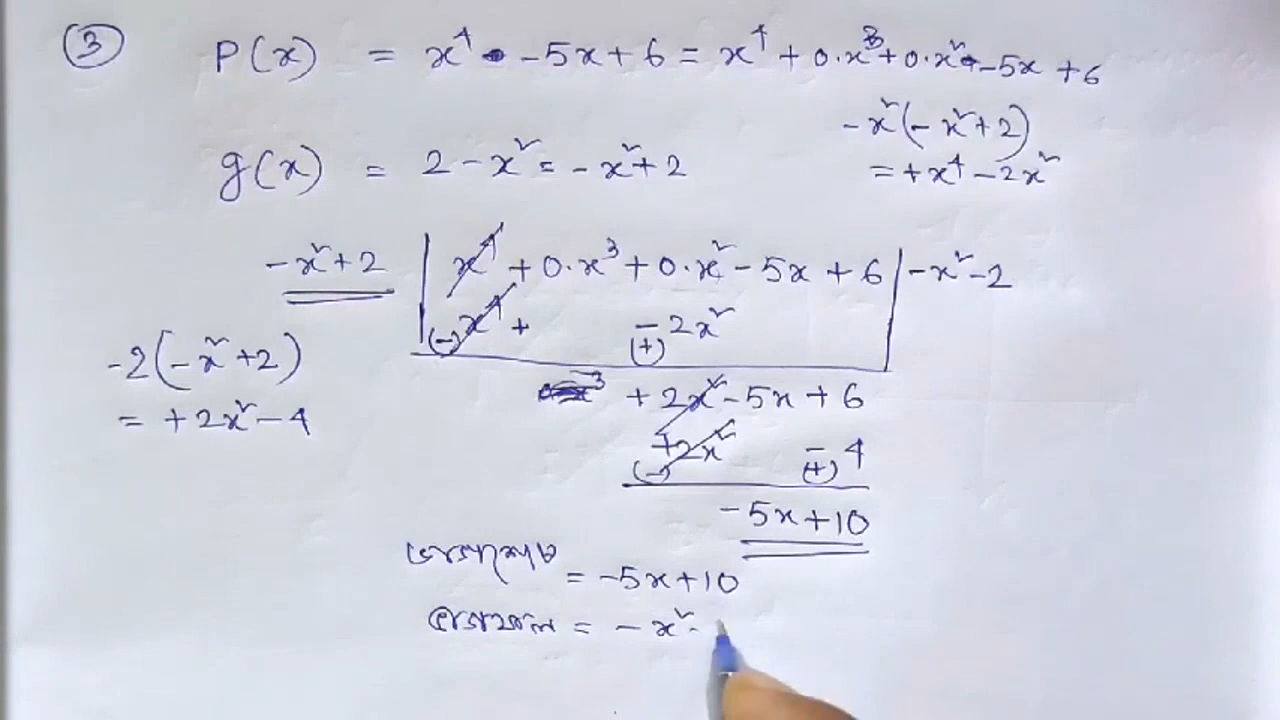 (3) P(x) = x⁴ - 5x + 6 = x⁴ + 0.x³ + 0.x² - 5x + 6
-x²(-x²+2)
g(x) = 2 - x² = -x² + 2
= +x⁴ - 2x²
-x²+2 | x⁴ + 0.x³ + 0.x² - 5x + 6 | -x² - 2
(-) x⁴ + - 2x²
(+)
-2(-x²+2)
+ 2x² - 5x + 6
= +2x² - 4
+2x² - 4
(-) (+)
-5x + 10
= -5x + 10
= - x² -